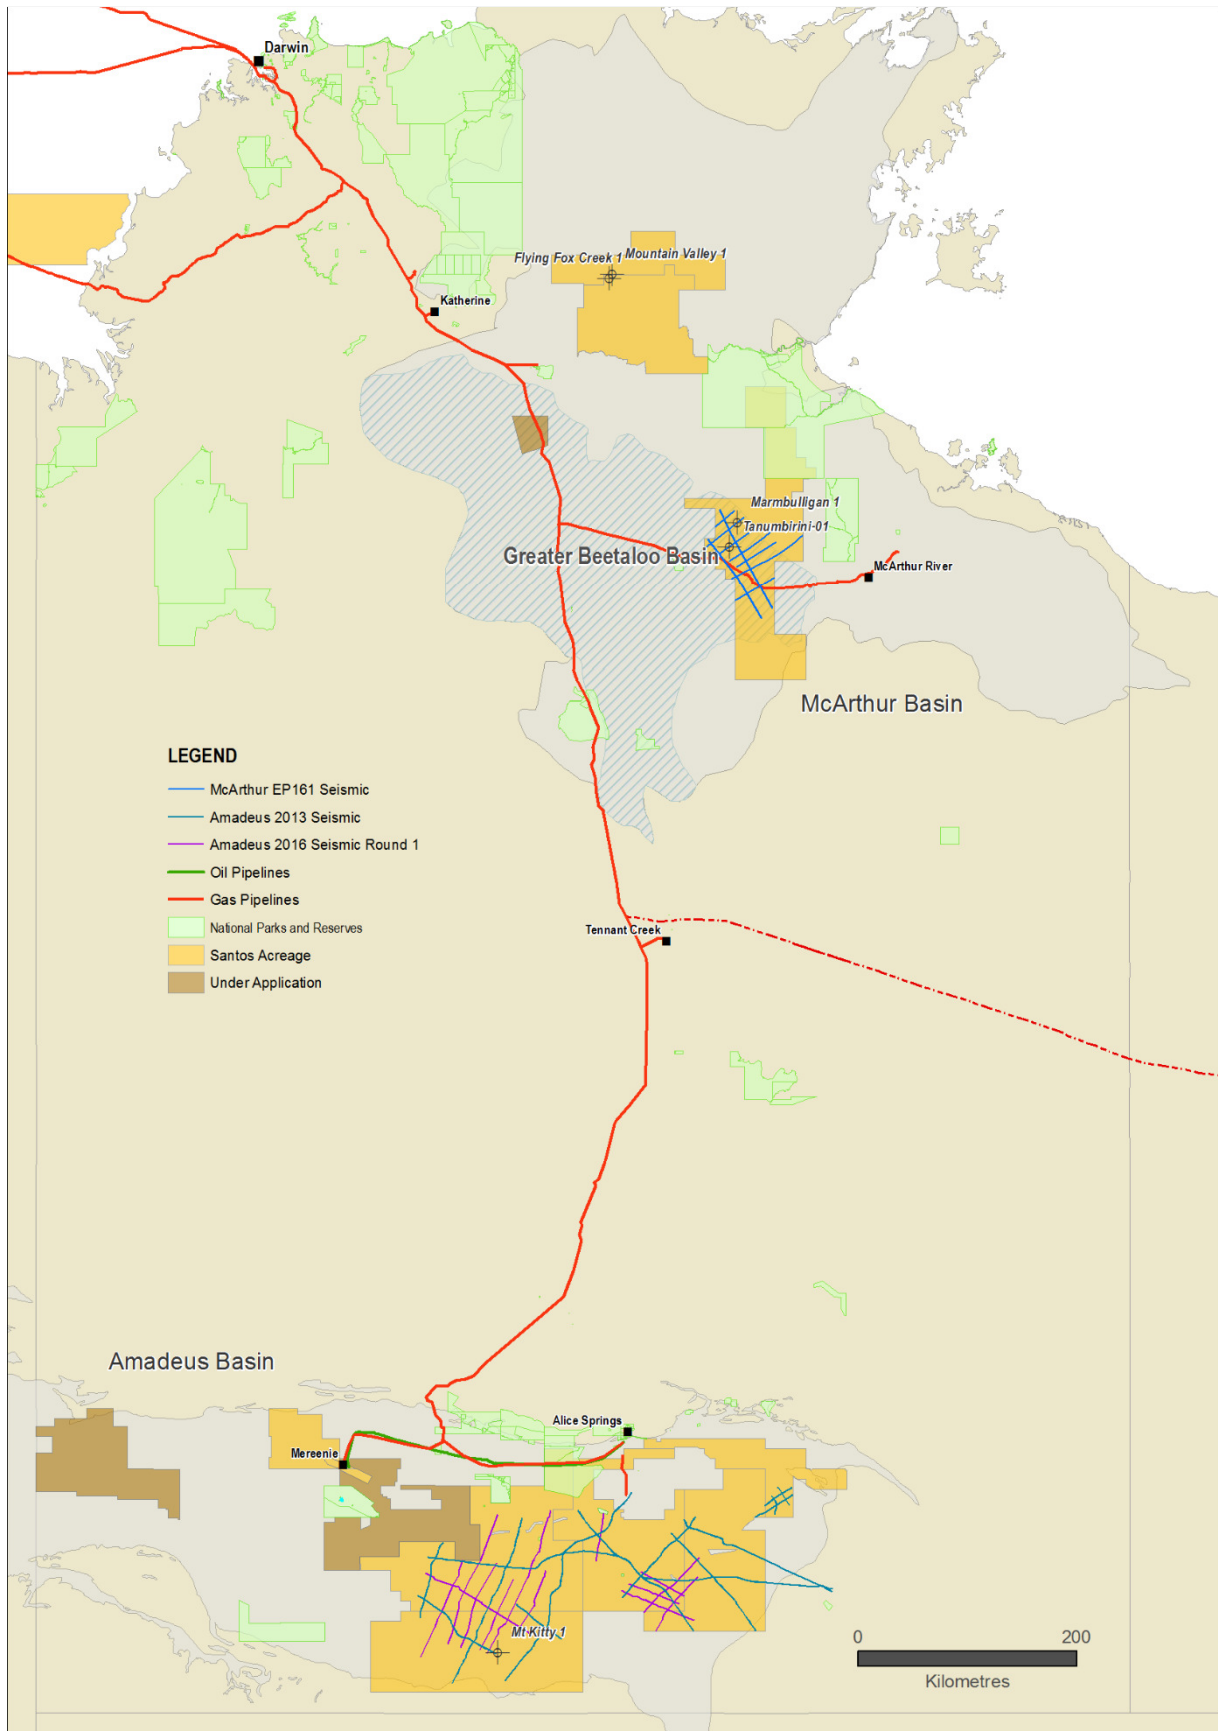 Darwin
Flying Fox Creek 1
Mountain Valley 1
Katherine
Marmbulligan 1
Tanumbirini-01
Greater Beetaloo Basin
McArthur River
McArthur Basin
LEGEND
McArthur EP161 Seismic
Amadeus 2013 Seismic
Amadeus 2016 Seismic Round 1
Oil Pipelines
Gas Pipelines
National Parks and Reserves
Santos Acreage
Under Application
Tennant Creek
Amadeus Basin
Alice Springs
Mereenie
Mt Kitty 1
0 200
Kilometres